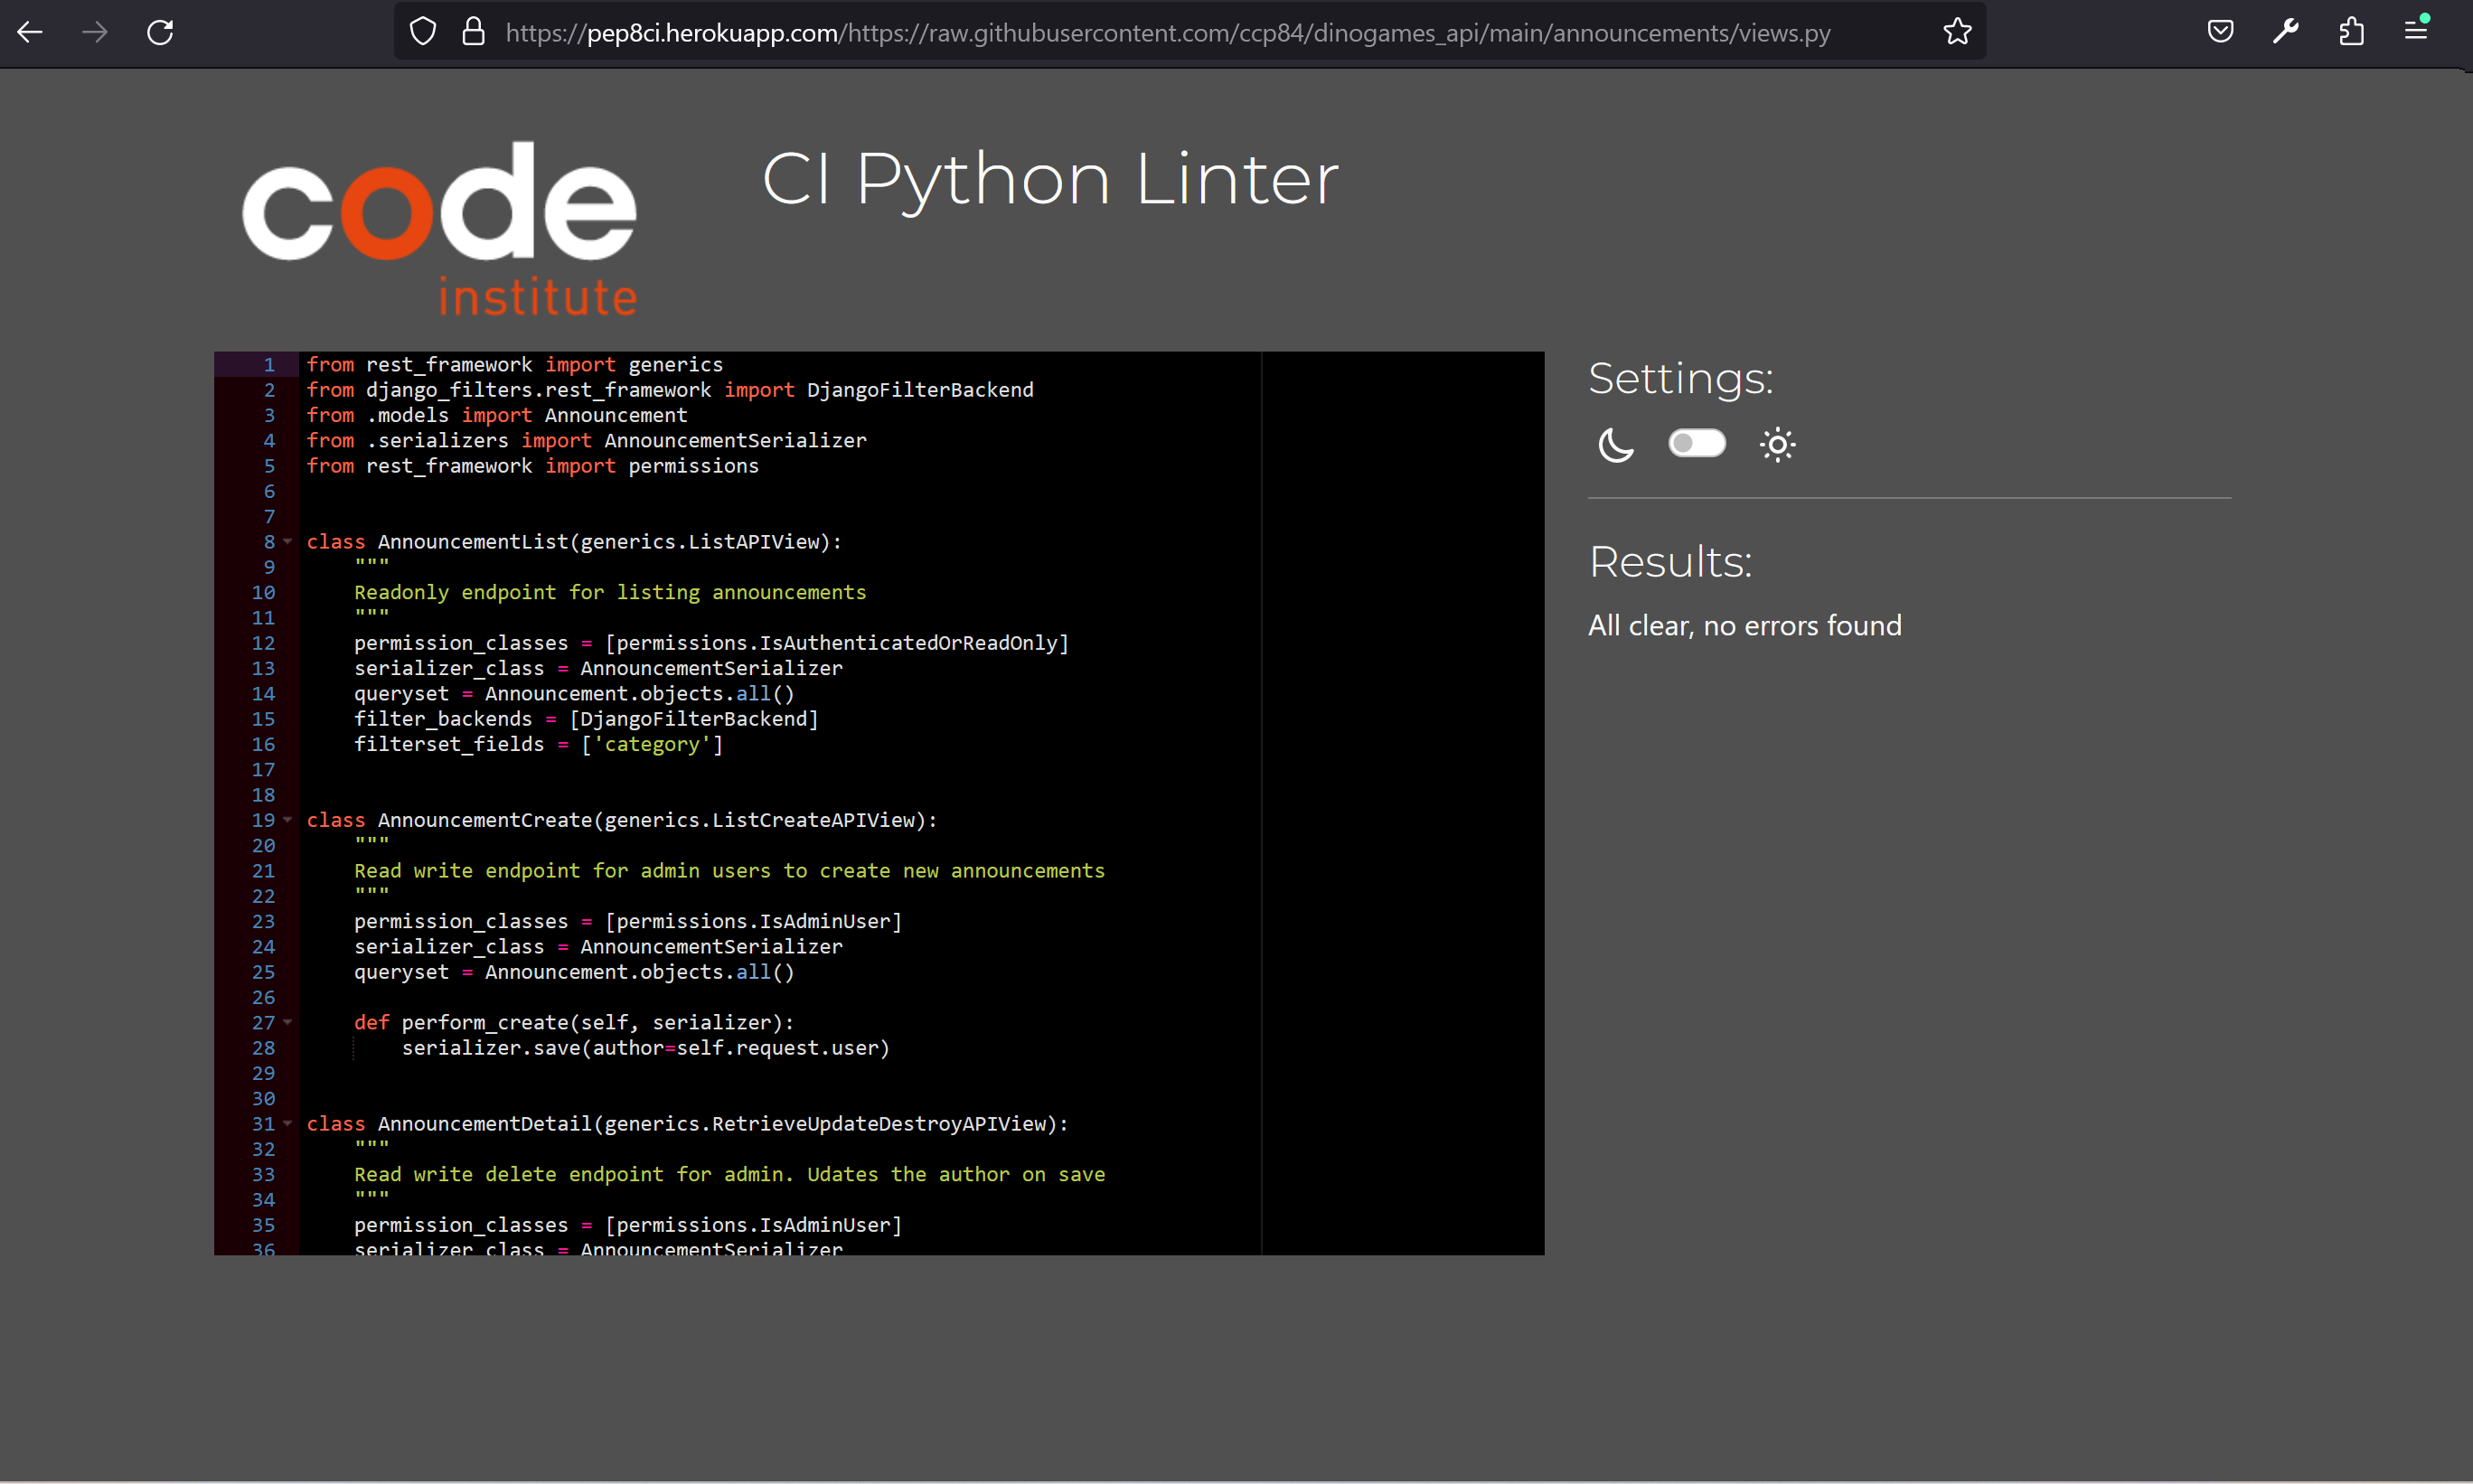 https://pep8ci.herokuapp.com/https://raw.githubusercontent.com/ccp84/dinogames_api/main/announcements/views.py
code
institute
CI Python Linter
1 from rest_framework import generics
2 from django_filters.rest_framework import DjangoFilterBackend
3 from .models import Announcement
4 from .serializers import AnnouncementSerializer
5 from rest_framework import permissions
6
7
8 class AnnouncementList(generics.ListAPIView):
9     """
10     Readonly endpoint for listing announcements
11     """
12     permission_classes = [permissions.IsAuthenticatedOrReadOnly]
13     serializer_class = AnnouncementSerializer
14     queryset = Announcement.objects.all()
15     filter_backends = [DjangoFilterBackend]
16     filterset_fields = ['category']
17
18
19 class AnnouncementCreate(generics.ListCreateAPIView):
20     """
21     Read write endpoint for admin users to create new announcements
22     """
23     permission_classes = [permissions.IsAdminUser]
24     serializer_class = AnnouncementSerializer
25     queryset = Announcement.objects.all()
26
27     def perform_create(self, serializer):
28         serializer.save(author=self.request.user)
29
30
31 class AnnouncementDetail(generics.RetrieveUpdateDestroyAPIView):
32     """
33     Read write delete endpoint for admin. Udates the author on save
34     """
35     permission_classes = [permissions.IsAdminUser]
36     serializer_class = AnnouncementSerializer
Settings:
Results:
All clear, no errors found